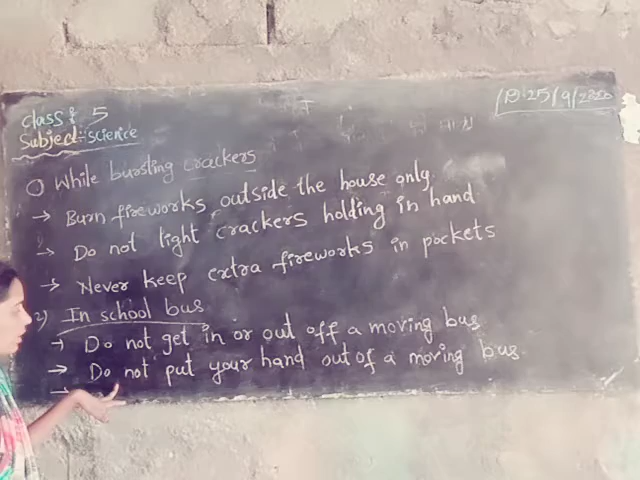 class: 5
Subject: science
D: 25/9/2020
1) While bursting crackers
→ Burn fireworks outside the house only.
→ Do not light crackers holding in hand
→ Never keep extra fireworks in pockets
2) In school bus
→ Do not get in or out off a moving bus
→ Do not put your hand out of a moving bus.
→